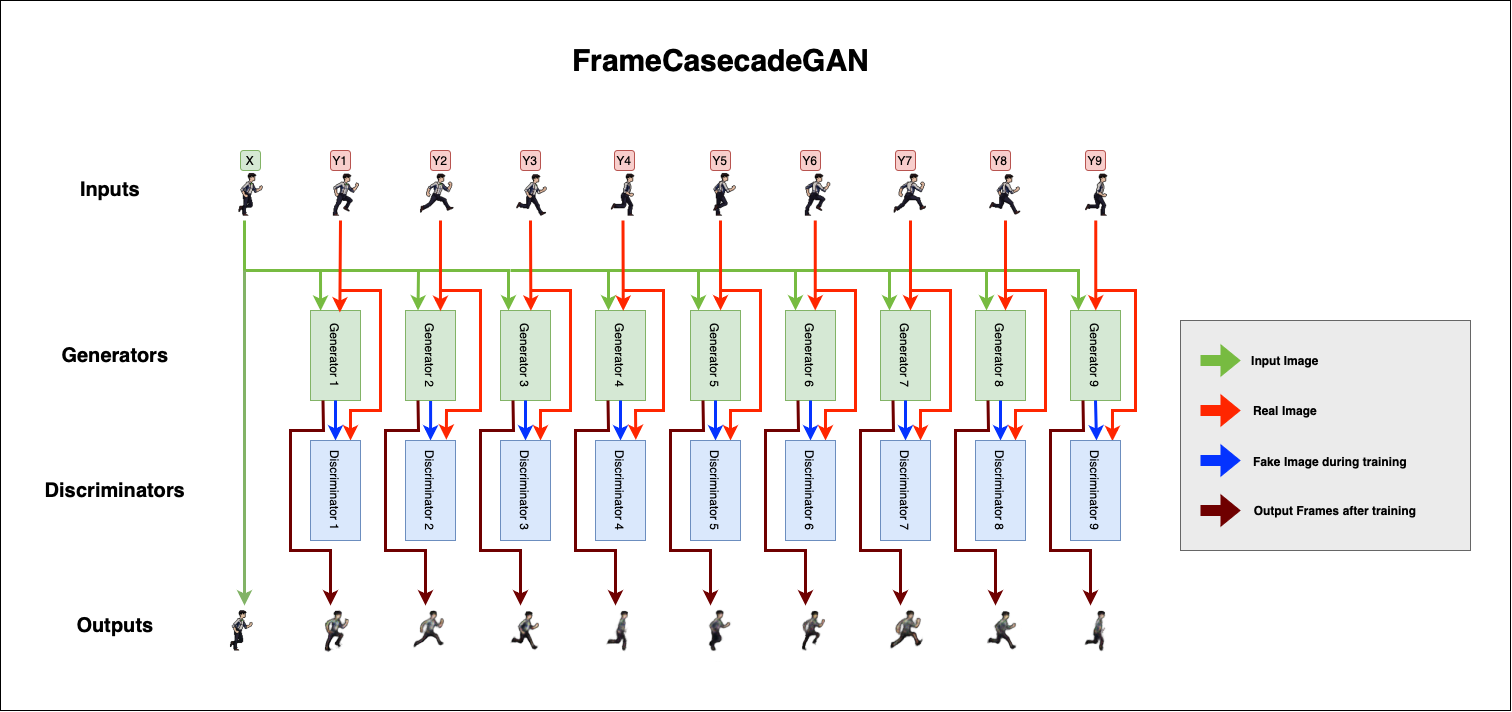 FrameCasecadeGAN
X Y1 Y2 Y3 Y4 Y5 Y6 Y7 Y8 Y9
Inputs
Generators
Generator 1
Generator 2
Generator 3
Generator 4
Generator 5
Generator 6
Generator 7
Generator 8
Generator 9
Input Image
Real Image
Fake Image during training
Output Frames after training
Discriminators
Discriminator 1
Discriminator 2
Discriminator 3
Discriminator 4
Discriminator 5
Discriminator 6
Discriminator 7
Discriminator 8
Discriminator 9
Outputs